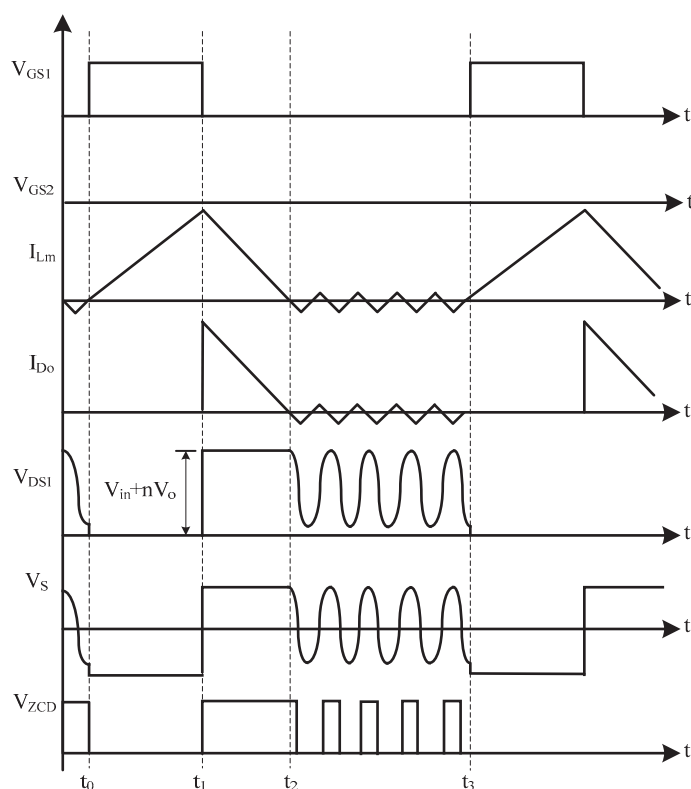 V_GS1
t
V_GS2
t
I_Lm
t
I_Do
t
V_DS1
V_in+nV_o
t
V_S
t
V_ZCD
t
t_0
t_1
t_2
t_3